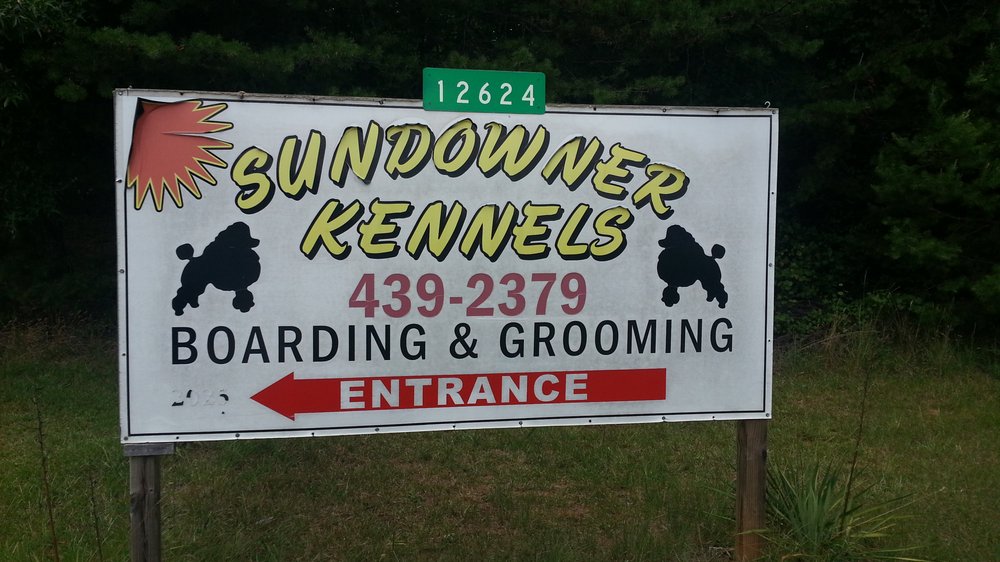 12624
SUNDOWNER
KENNELS
439-2379
BOARDING & GROOMING
ENTRANCE